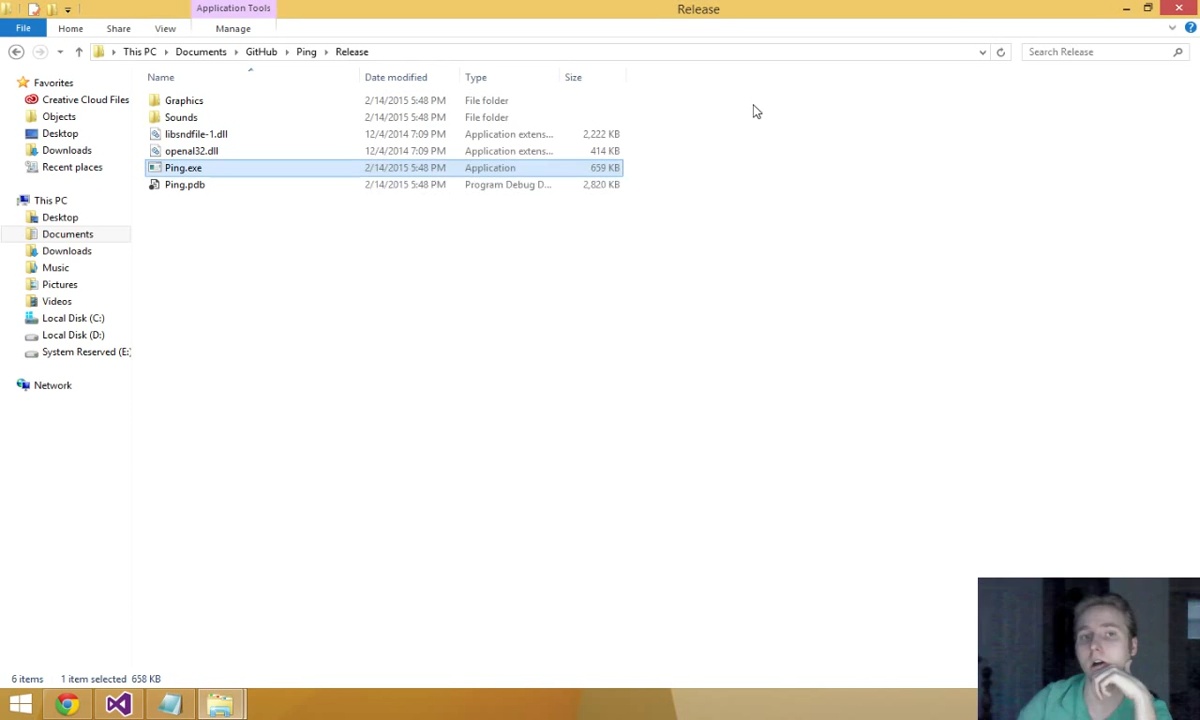 Application Tools
Release
File Home Share View Manage
This PC Documents GitHub Ping Release
Search Release
Name Date modified Type Size
Favorites
Creative Cloud Files
Objects
Desktop
Downloads
Recent places
This PC
Desktop
Documents
Downloads
Music
Pictures
Videos
Local Disk (C:)
Local Disk (D:)
System Reserved (E:)
Network
Graphics 2/14/2015 5:48 PM File folder
Sounds 2/14/2015 5:48 PM File folder
libsndfile-1.dll 12/4/2014 7:09 PM Application extens... 2,222 KB
openal32.dll 12/4/2014 7:09 PM Application extens... 414 KB
Ping.exe 2/14/2015 5:48 PM Application 659 KB
Ping.pdb 2/14/2015 5:48 PM Program Debug D... 2,820 KB
6 items 1 item selected 658 KB